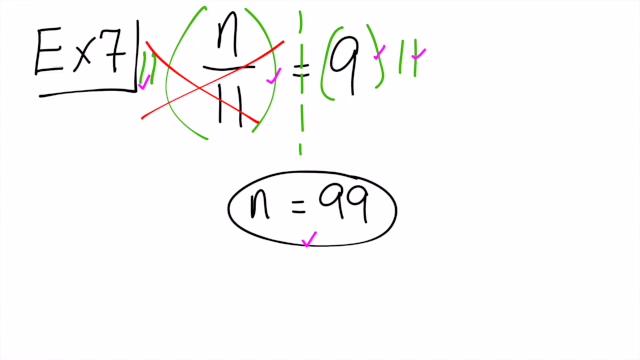 Ex7 11(n/11) = (9)11
n = 99